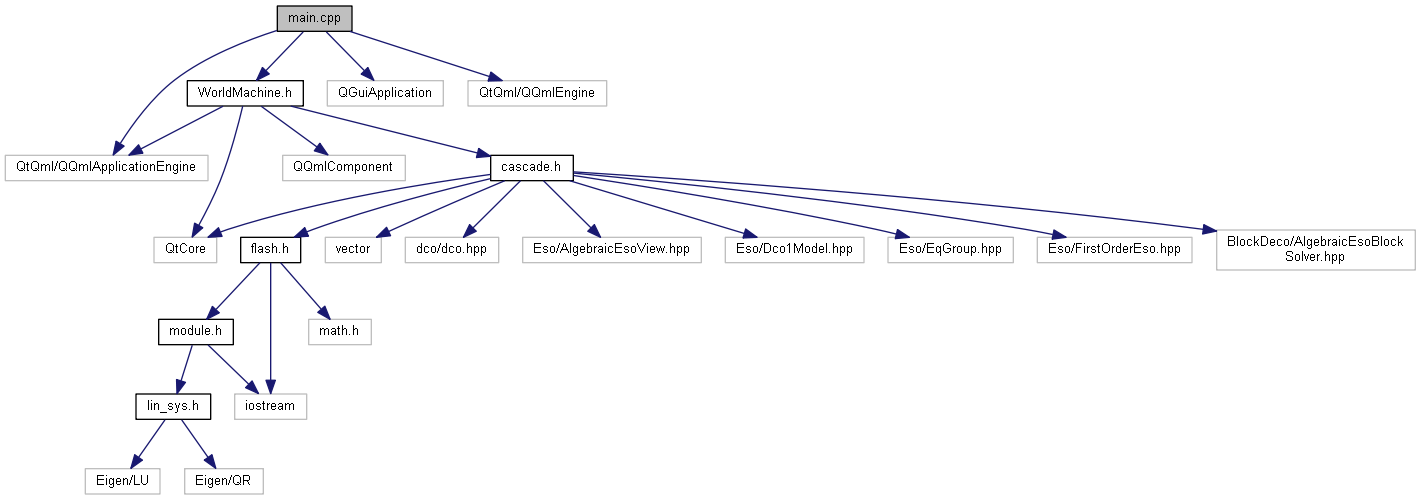 main.cpp
WorldMachine.h
QGuiApplication
QtQml/QQmlEngine
QtQml/QQmlApplicationEngine
QQmlComponent
cascade.h
QtCore
flash.h
vector
dco/dco.hpp
Eso/AlgebraicEsoView.hpp
Eso/Dco1Model.hpp
Eso/EqGroup.hpp
Eso/FirstOrderEso.hpp
BlockDeco/AlgebraicEsoBlock
Solver.hpp
module.h
math.h
lin_sys.h
iostream
Eigen/LU
Eigen/QR